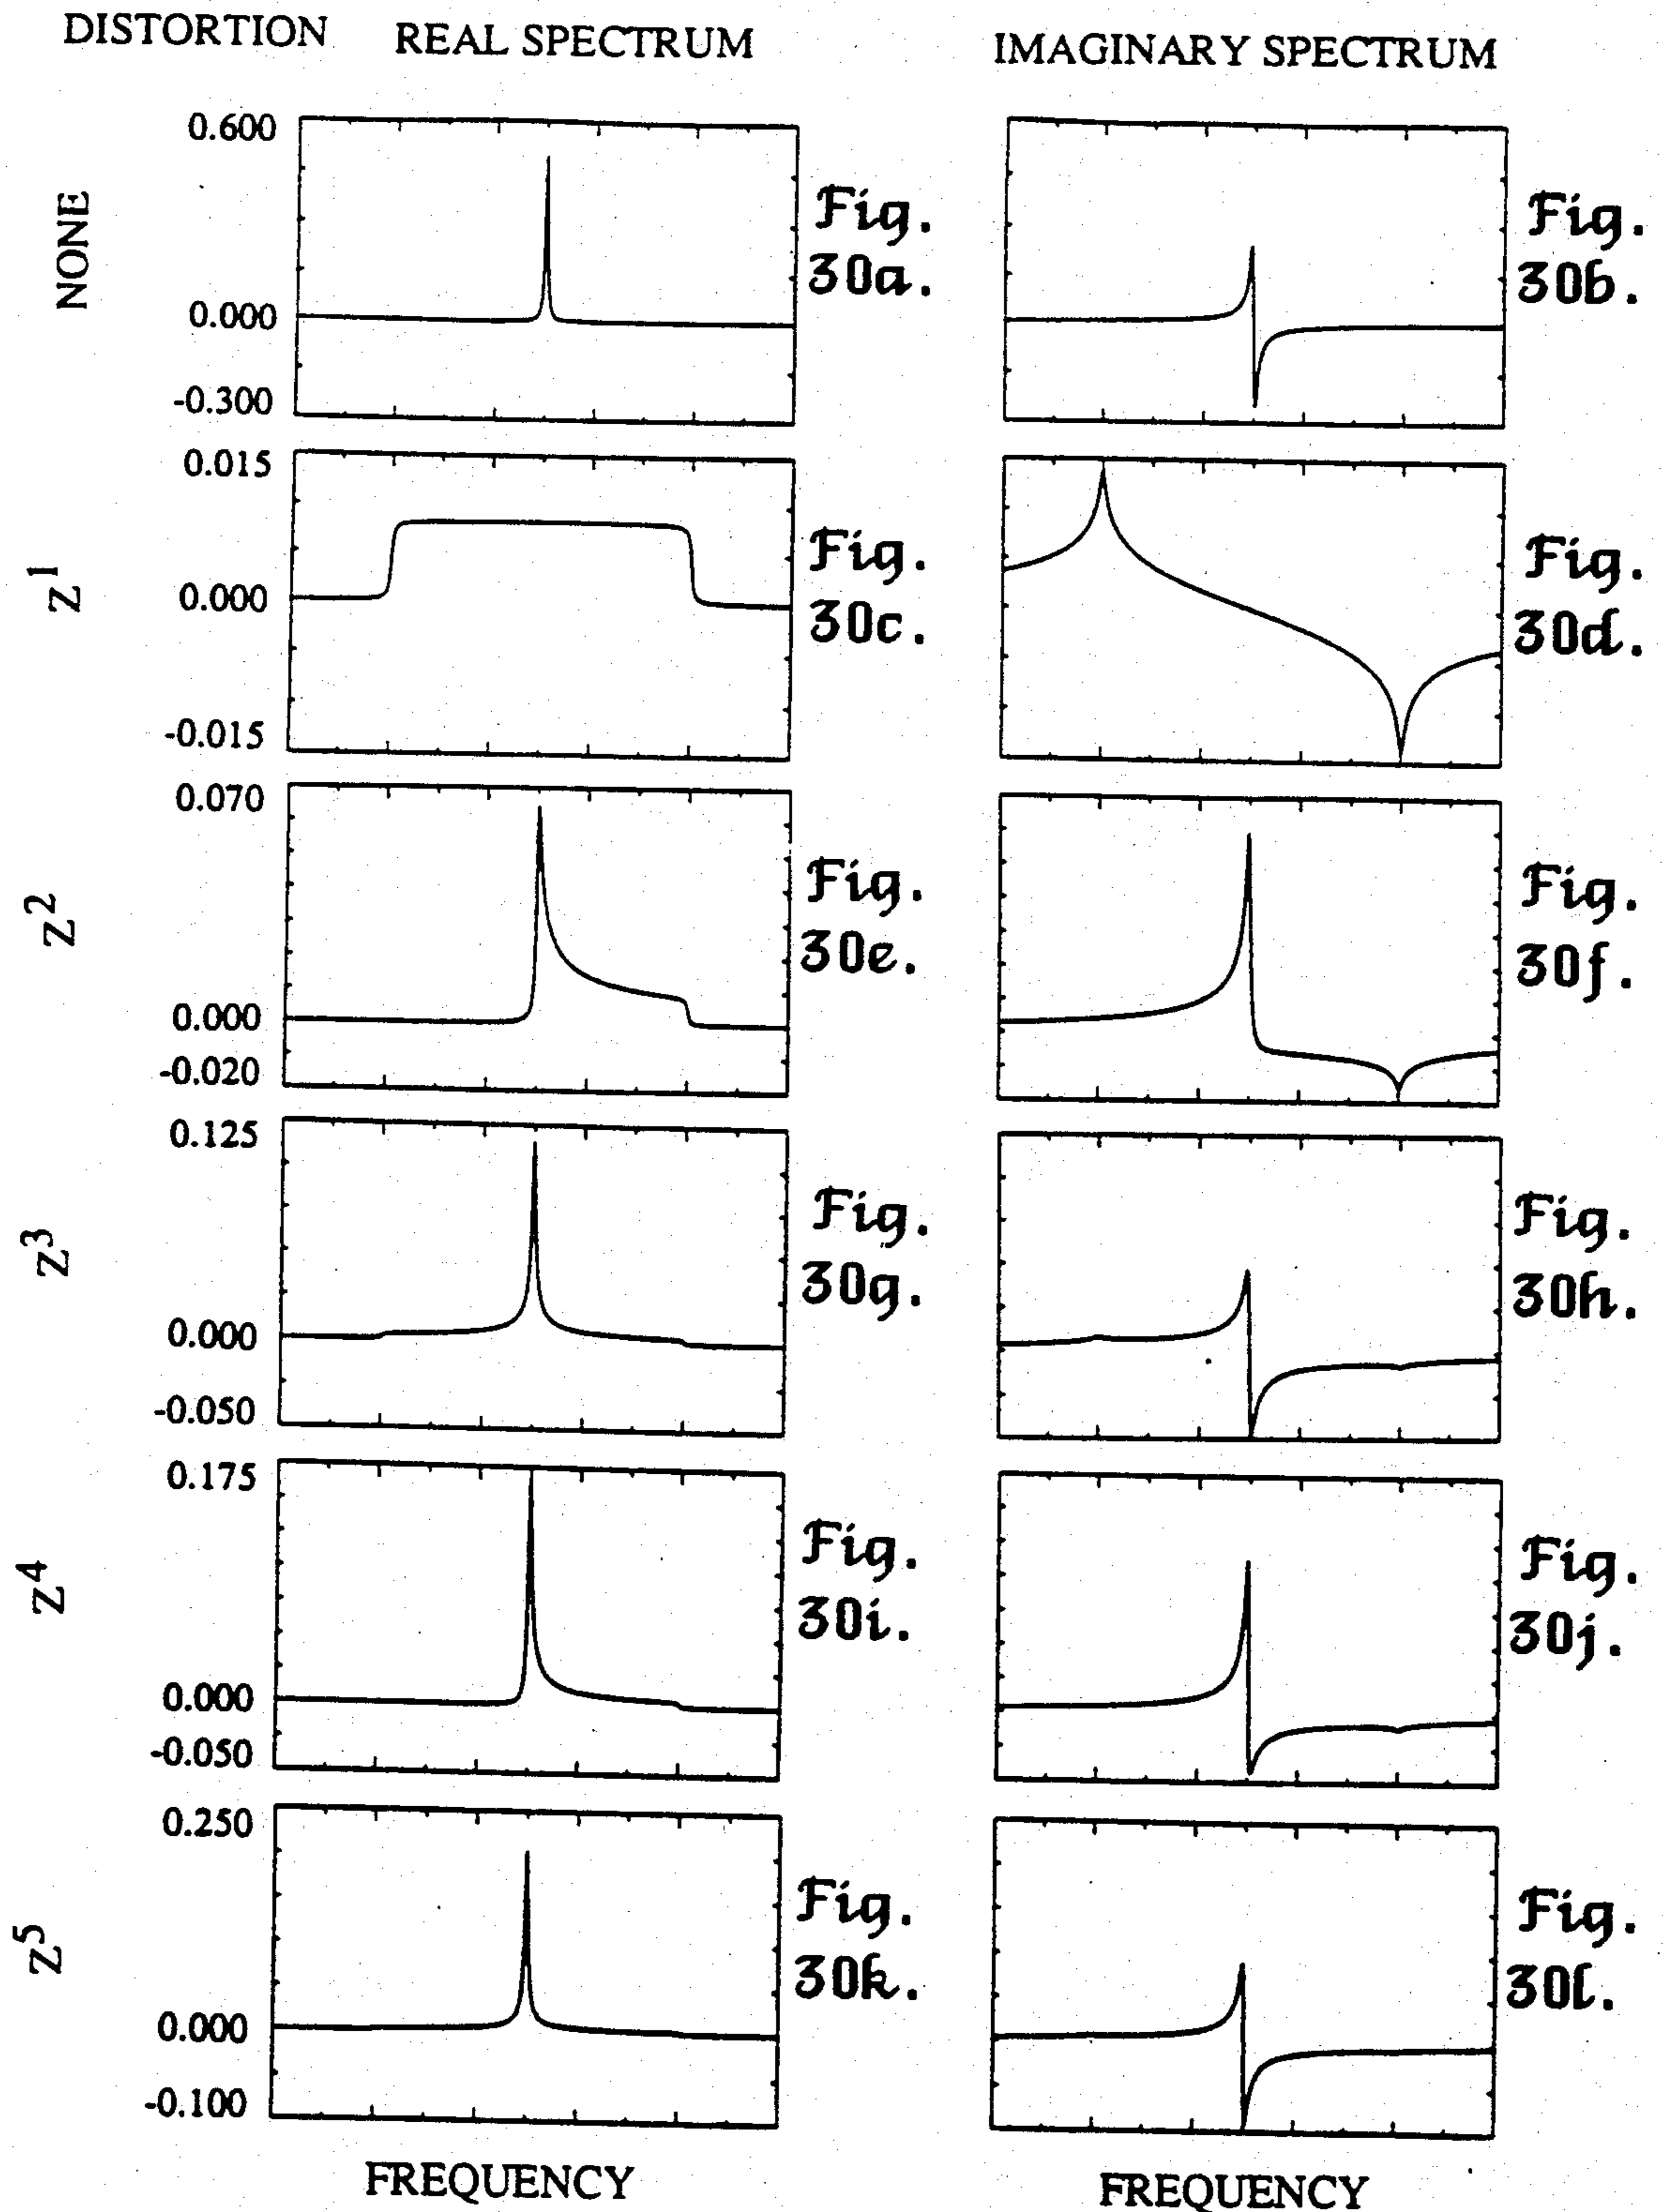 DISTORTION REAL SPECTRUM IMAGINARY SPECTRUM
NONE
0.600
0.000
-0.300
Fig.
30a.
Fig.
30b.
Z1
0.015
0.000
-0.015
Fig.
30c.
Fig.
30d.
Z2
0.070
0.000
-0.020
Fig.
30e.
Fig.
30f.
Z3
0.125
0.000
-0.050
Fig.
30g.
Fig.
30h.
Z4
0.175
0.000
-0.050
Fig.
30i.
Fig.
30j.
Z5
0.250
0.000
-0.100
Fig.
30k.
Fig.
30l.
FREQUENCY FREQUENCY